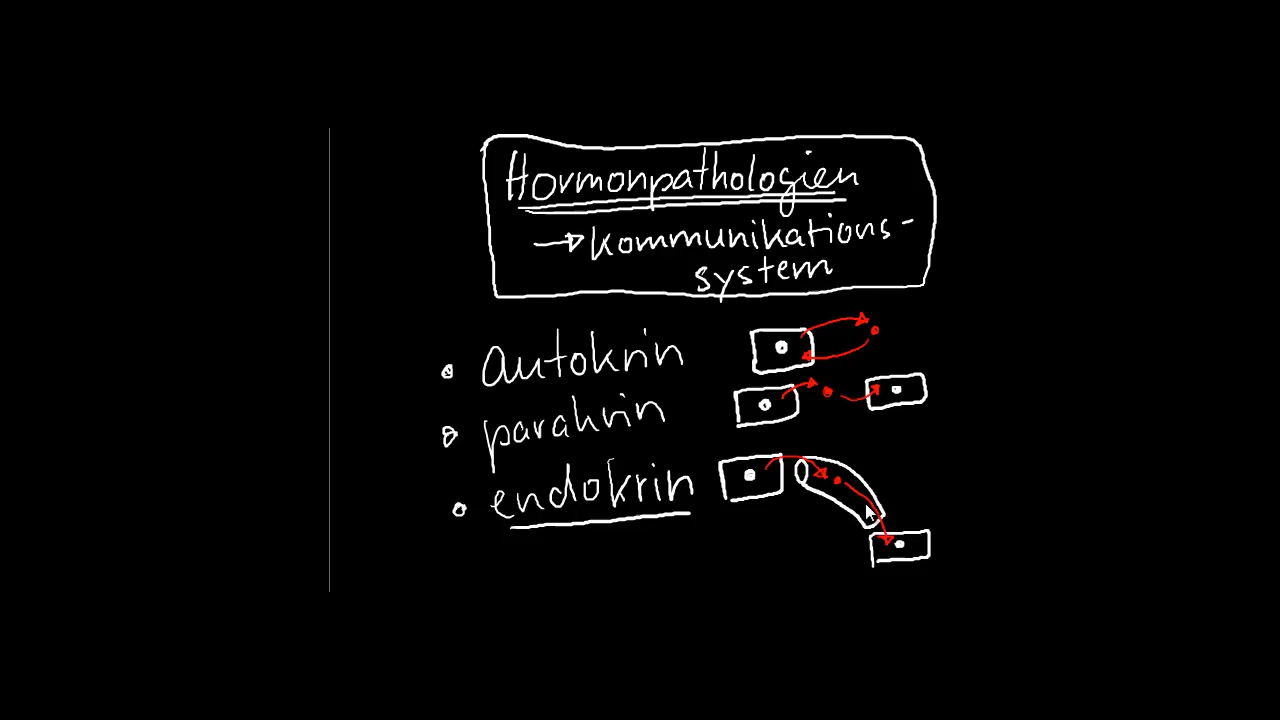 Hormonpathologien
→ kommunikations-
system
• autokrin
• parakrin
• endokrin